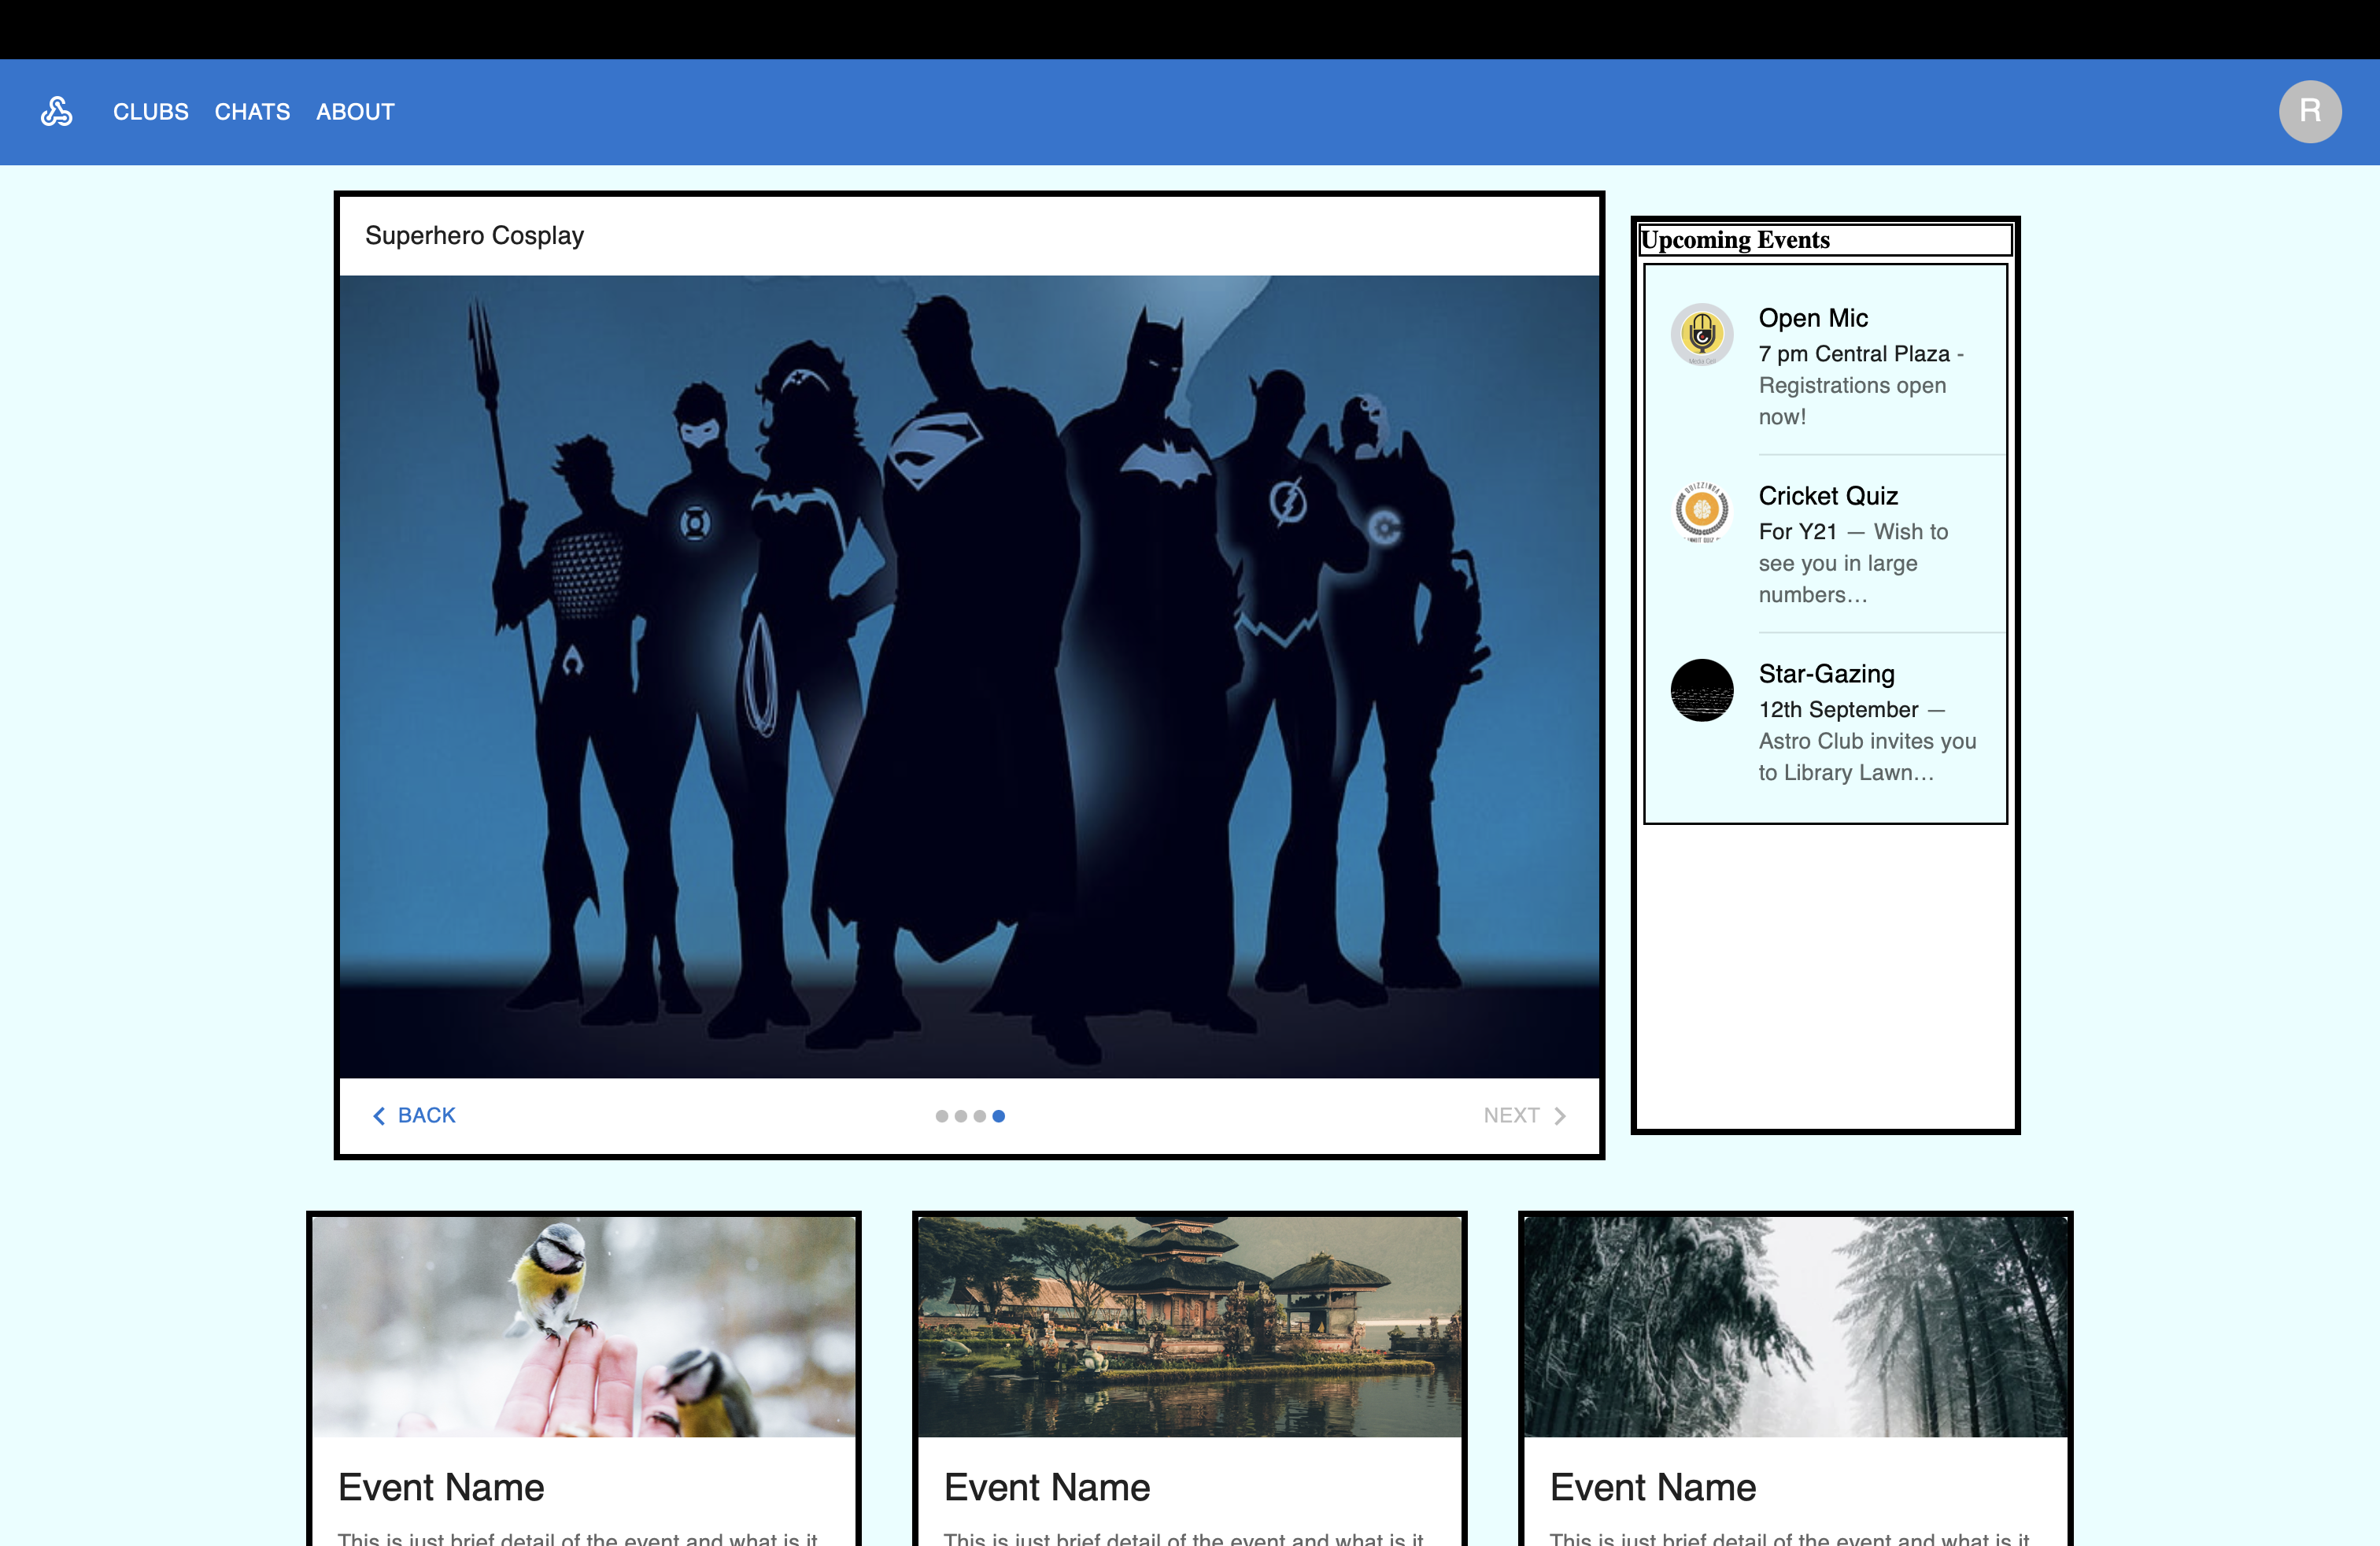 CLUBS CHATS ABOUT
R
Superhero Cosplay
BACK
NEXT
Upcoming Events
Open Mic
7 pm Central Plaza -
Registrations open
now!
Cricket Quiz
For Y21 — Wish to
see you in large
numbers…
Star-Gazing
12th September —
Astro Club invites you
to Library Lawn…
Event Name
This is just brief detail of the event and what is it
Event Name
This is just brief detail of the event and what is it
Event Name
This is just brief detail of the event and what is it